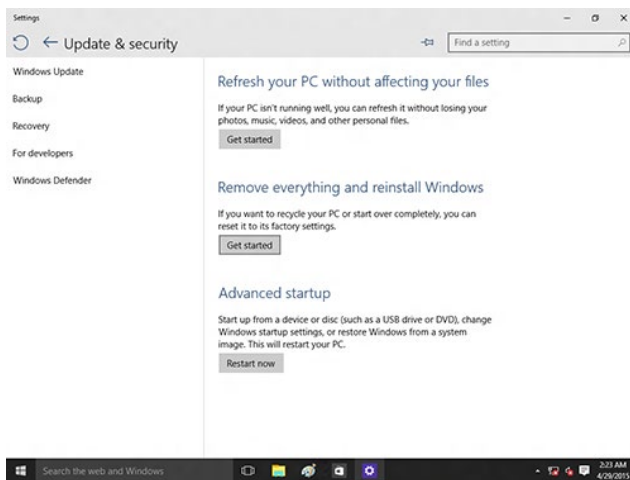 Settings
Update & security
Find a setting
Windows Update
Backup
Recovery
For developers
Windows Defender
Refresh your PC without affecting your files
If your PC isn't running well, you can refresh it without losing your
photos, music, videos, and other personal files.
Get started
Remove everything and reinstall Windows
If you want to recycle your PC or start over completely, you can
reset it to its factory settings.
Get started
Advanced startup
Start up from a device or disc (such as a USB drive or DVD), change
Windows startup settings, or restore Windows from a system
image. This will restart your PC.
Restart now
Search the web and Windows
2:23 AM
4/29/2015